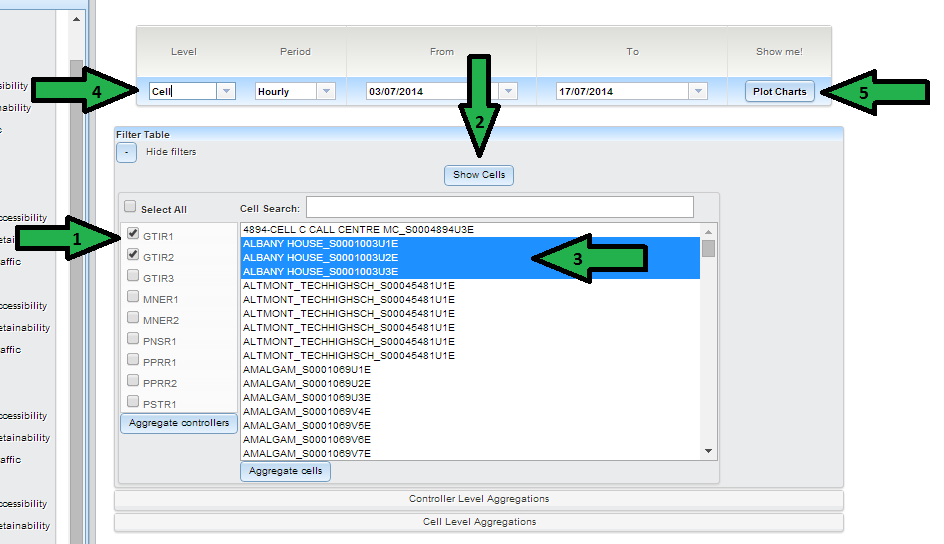 Level Period From To Show me!
4 Cell Hourly 03/07/2014 17/07/2014 Plot Charts 5
2
Filter Table
- Hide filters
Show Cells
Select All Cell Search:
1
GTIR1
GTIR2
GTIR3
MNER1
MNER2
PNSR1
PPRR1
PPRR2
PSTR1
Aggregate controllers
4894-CELL C CALL CENTRE MC_S0004894U3E
ALBANY HOUSE_S0001003U1E
ALBANY HOUSE_S0001003U2E
3
ALBANY HOUSE_S0001003U3E
ALTMONT_TECHHIGHSCH_S00045481U1E
ALTMONT_TECHHIGHSCH_S00045481U1E
ALTMONT_TECHHIGHSCH_S00045481U1E
ALTMONT_TECHHIGHSCH_S00045481U1E
ALTMONT_TECHHIGHSCH_S00045481U1E
ALTMONT_TECHHIGHSCH_S00045481U1E
AMALGAM_S0001069U1E
AMALGAM_S0001069U2E
AMALGAM_S0001069U3E
AMALGAM_S0001069V4E
AMALGAM_S0001069V5E
AMALGAM_S0001069V6E
AMALGAM_S0001069V7E
Aggregate cells
Controller Level Aggregations
Cell Level Aggregations
sibility
nability
c
ccessibility
etai
affic
ccessibility
etainability
affic
ccessibility
etainability
affic
ccessibility
etainability